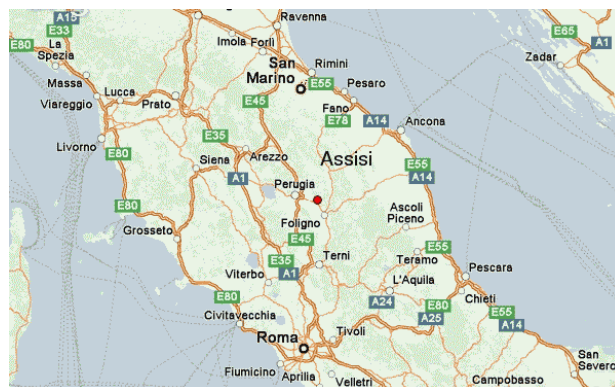 A15
E33
E80
La
Spezia
Massa
Viareggio
Lucca
Prato
Livorno
E80
Ravenna
Imola
Forlì
San
Marino
Rimini
E55
Pesaro
Fano
E45
E78
A14
Ancona
E65
A1
Zadar
E35
Siena
Arezzo
A1
Assisi
E55
A14
Perugia
Foligno
E45
Ascoli
Piceno
E80
Grosseto
Terni
E35
A1
Viterbo
Teramo
E55
Pescara
L'Aquila
A24
E80
A25
Chieti
E55
A14
E80
Civitavecchia
Roma
Tivoli
Fiumicino
Aprilia
Velletri
Campobasso
San
Severo